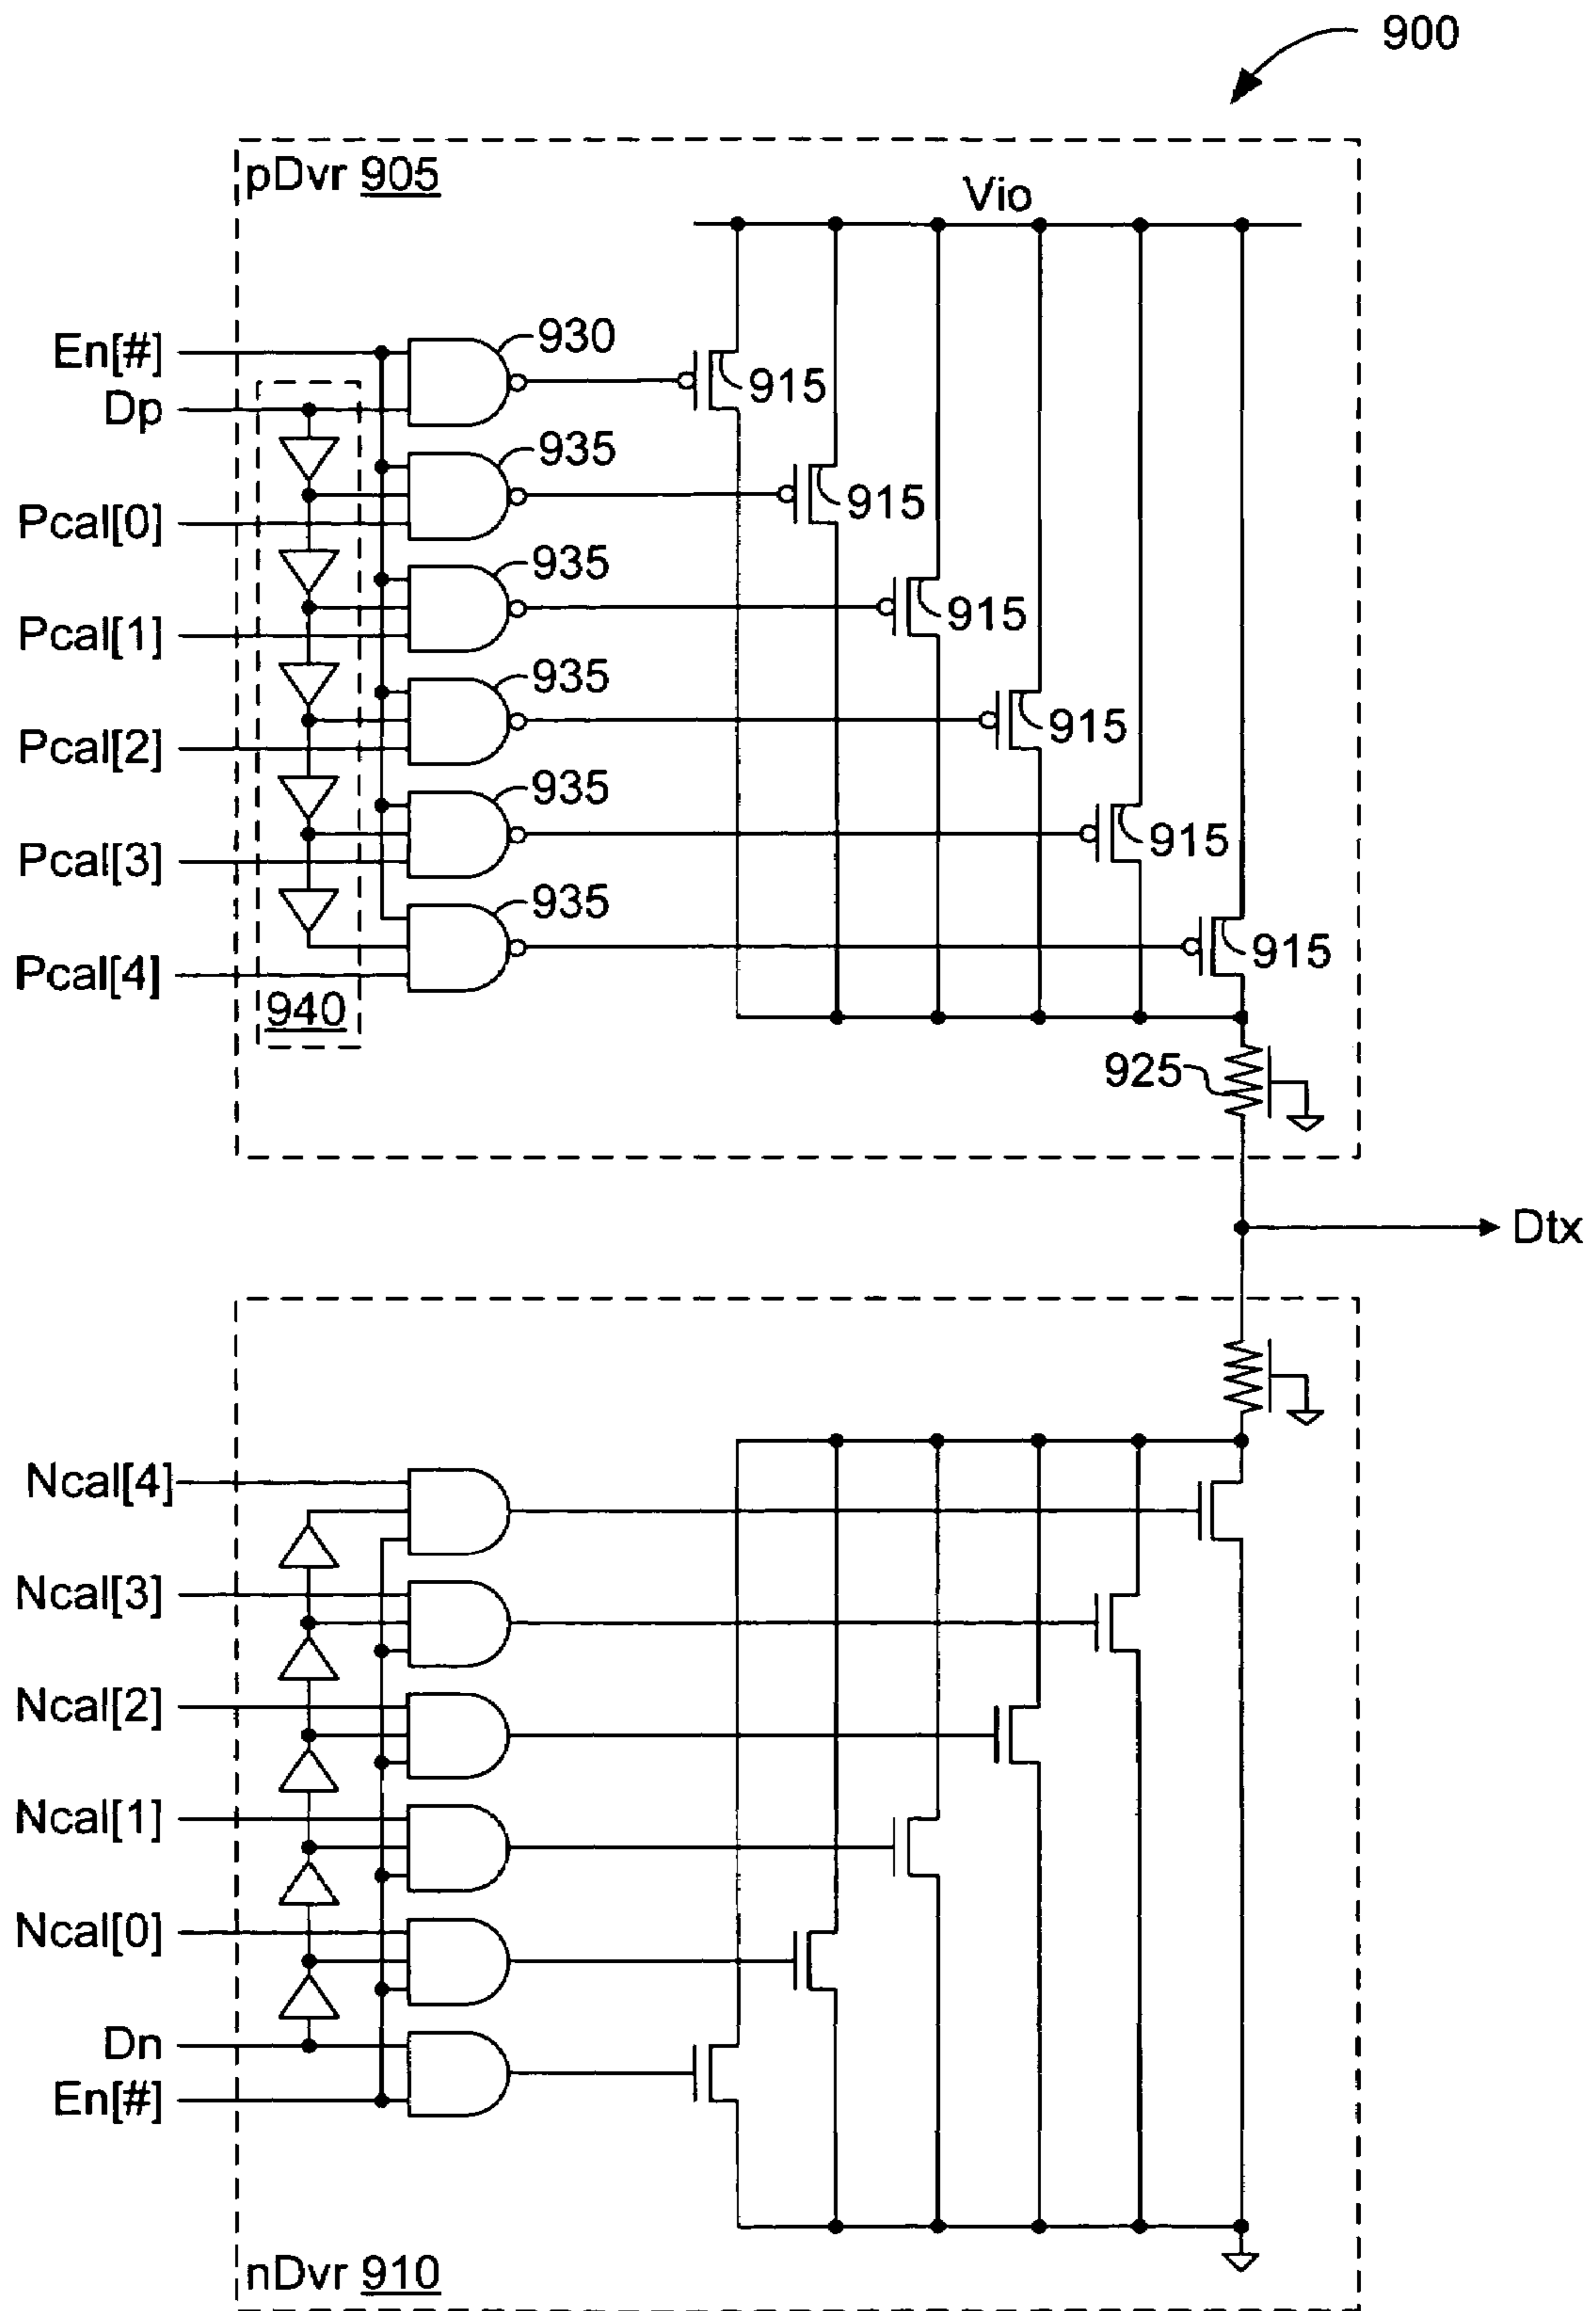 900
pDvr 905
Vio
En[#]
930
Dp
915
935
Pcal[0]
915
935
Pcal[1]
915
935
Pcal[2]
915
935
Pcal[3]
915
935
Pcal[4]
915
940
925
Dtx
Ncal[4]
Ncal[3]
Ncal[2]
Ncal[1]
Ncal[0]
Dn
En[#]
nDvr 910